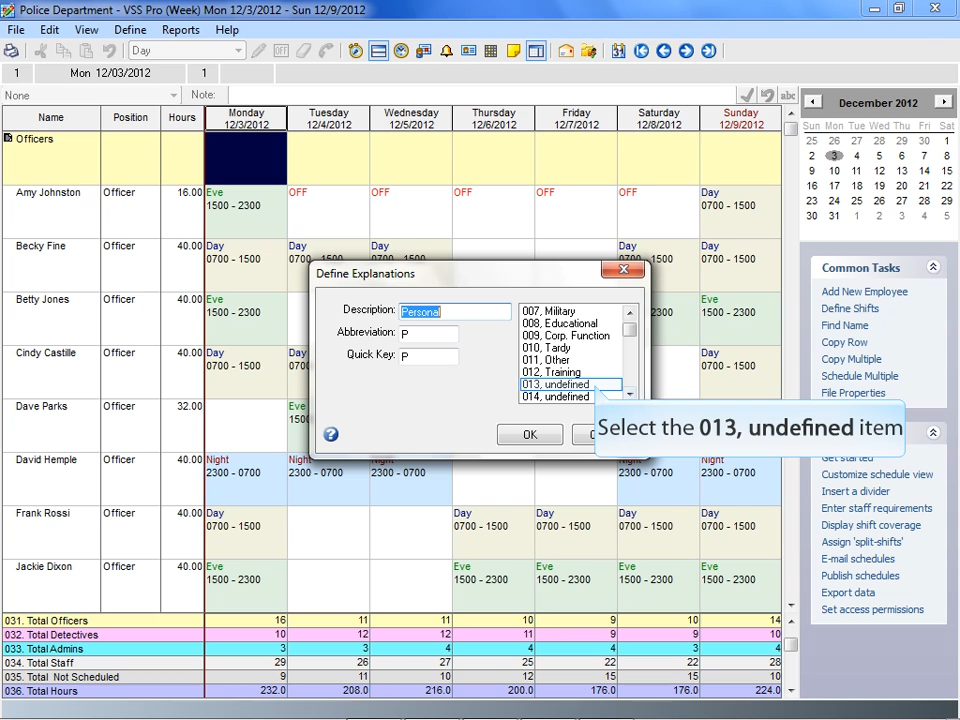 Police Department - VSS Pro (Week) Mon 12/3/2012 - Sun 12/9/2012
File Edit View Define Reports Help
Day
1 Mon 12/03/2012 1
None Note: abc
Name Position Hours Monday 12/3/2012 Tuesday 12/4/2012 Wednesday 12/5/2012 Thursday 12/6/2012 Friday 12/7/2012 Saturday 12/8/2012 Sunday 12/9/2012
Officers
Amy Johnston Officer 16.00 Eve OFF OFF OFF OFF OFF Day
1500 - 2300 0700 - 1500
Becky Fine Officer 40.00 Day Day Day Day Day
0700 - 1500 0700 - 1500 0700 - 1500 0700 - 1500 0700 - 1500
Betty Jones Officer 40.00 Eve Eve
1500 - 2300 2300 1500 - 2300
Cindy Castille Officer 40.00 Day Day
0700 - 1500 0700 - 1500
Dave Parks Officer 32.00 Eve
1500
David Hemple Officer 40.00 Night Night Night Night
2300 - 0700 2300 - 0700 2300 - 0700 2300 - 0700 2300 - 0700
Frank Rossi Officer 40.00 Day Day Day Day Day
0700 - 1500 0700 - 1500 0700 - 1500 0700 - 1500 0700 - 1500
Jackie Dixon Officer 40.00 Eve Eve Eve Eve Eve
1500 - 2300 1500 - 2300 1500 - 2300 1500 - 2300 1500 - 2300
031. Total Officers 16 11 11 10 9 10 14
032. Total Detectives 10 12 12 11 9 9 10
033. Total Admins 3 3 4 4 4 3 4
034. Total Staff 29 26 27 25 22 22 28
035. Total Not Scheduled 9 11 10 12 15 15 10
036. Total Hours 232.0 208.0 216.0 200.0 176.0 176.0 224.0
Define Explanations
Description: Personal
Abbreviation: P
Quick Key: P
007, Military
008, Educational
009, Corp. Function
010, Tardy
011, Other
012, Training
013, undefined
014, undefined
OK
Select the 013, undefined item
December 2012
Sun Mon Tue Wed Thu Fri Sat
25 26 27 28 29 30 1
2 3 4 5 6 7 8
9 10 11 12 13 14 15
16 17 18 19 20 21 22
23 24 25 26 27 28 29
30 31 1 2 3 4 5
Common Tasks
Add New Employee
Define Shifts
Find Name
Copy Row
Copy Multiple
Schedule Multiple
File Properties
Get started
Customize schedule view
Insert a divider
Enter staff requirements
Display shift coverage
Assign 'split-shifts'
E-mail schedules
Publish schedules
Export data
Set access permissions